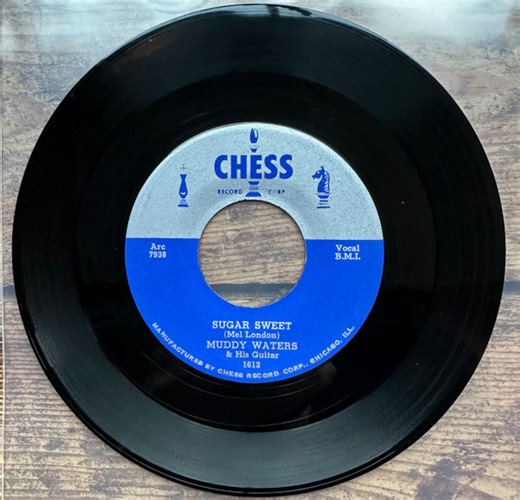 CHESS
RECORD CORP
Arc
7938
Vocal
B.M.I.
SUGAR SWEET
(Mel London)
MUDDY WATERS
& His Guitar
1612
MANUFACTURED BY CHESS RECORD CORP., CHICAGO, ILL.